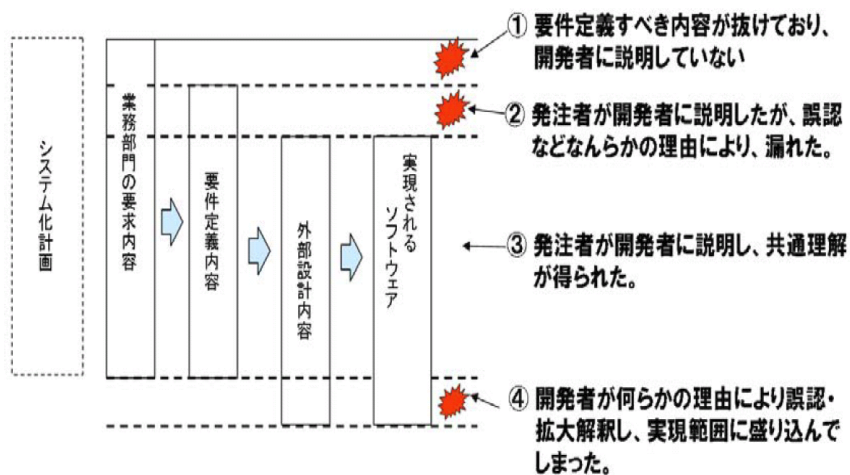 システム化計画
業務部門の要求内容
要件定義内容
外部設計内容
実現される
ソフトウェア
① 要件定義すべき内容が抜けており、
開発者に説明していない
② 発注者が開発者に説明したが、誤認
などなんらかの理由により、漏れた。
③ 発注者が開発者に説明し、共通理解
が得られた。
④ 開発者が何らかの理由により誤認・
拡大解釈し、実現範囲に盛り込んで
しまった。